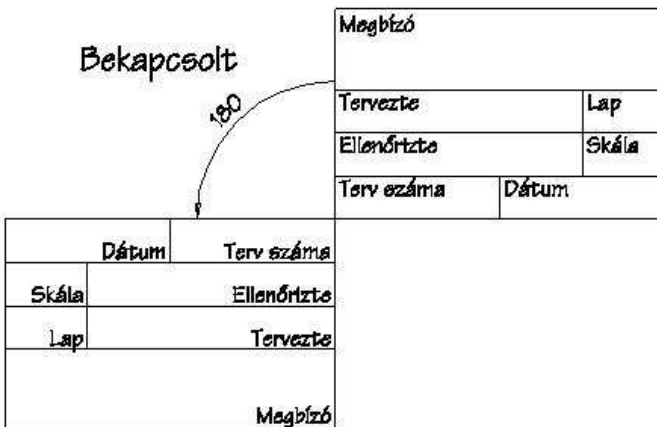 Megbízó
Bekapcsolt
180
Tervezte Lap
Ellenőrizte Skála
Terv száma Dátum
Dátum Terv száma
Skála Ellenőrizte
Lap Tervezte
Megbízó